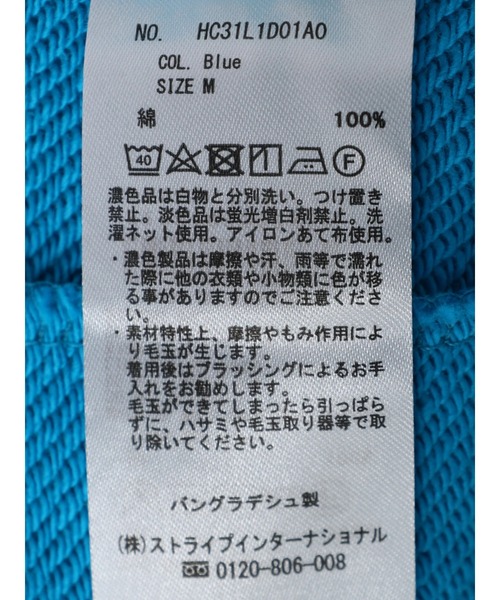 NO. HC31L1D01A0
COL. Blue
SIZE M
綿 100%
40 F
濃色品は白物と分別洗い。つけ置き
禁止。淡色品は蛍光増白剤禁止。洗
濯ネット使用。アイロンあて布使用。
・濃色製品は摩擦や汗、雨等で濡れ
た際に他の衣類や小物類に色が移
る事がありますのでご注意くださ
い。
・素材特性上、摩擦やもみ作用によ
り毛玉が生じます。
着用後はブラッシングによるお手
入れをお勧めします。
毛玉ができてしまったら引っぱら
ずに、ハサミや毛玉取り器等で取
り除いてください。
バングラデシュ製
(株)ストライプインターナショナル
0120-806-008